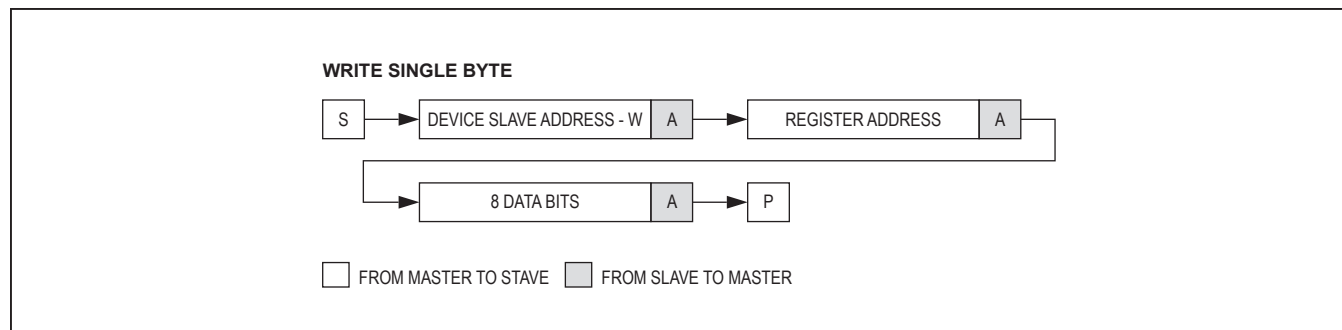 WRITE SINGLE BYTE
S DEVICE SLAVE ADDRESS - W A REGISTER ADDRESS A
8 DATA BITS A P
FROM MASTER TO STAVE FROM SLAVE TO MASTER